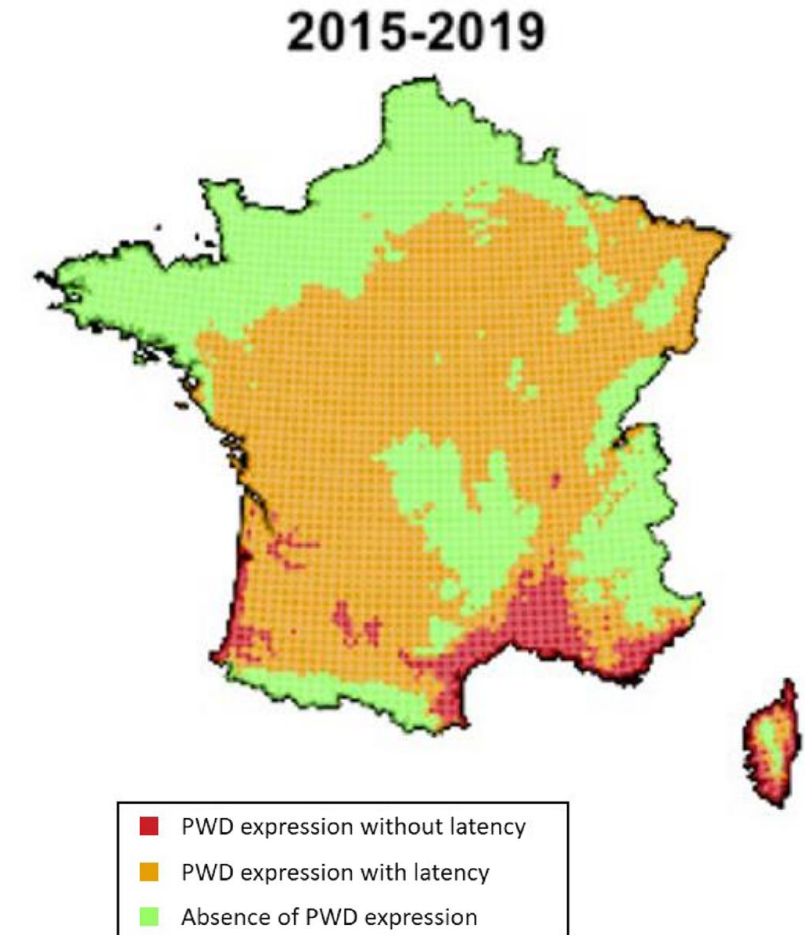 2015-2019
PWD expression without latency
PWD expression with latency
Absence of PWD expression